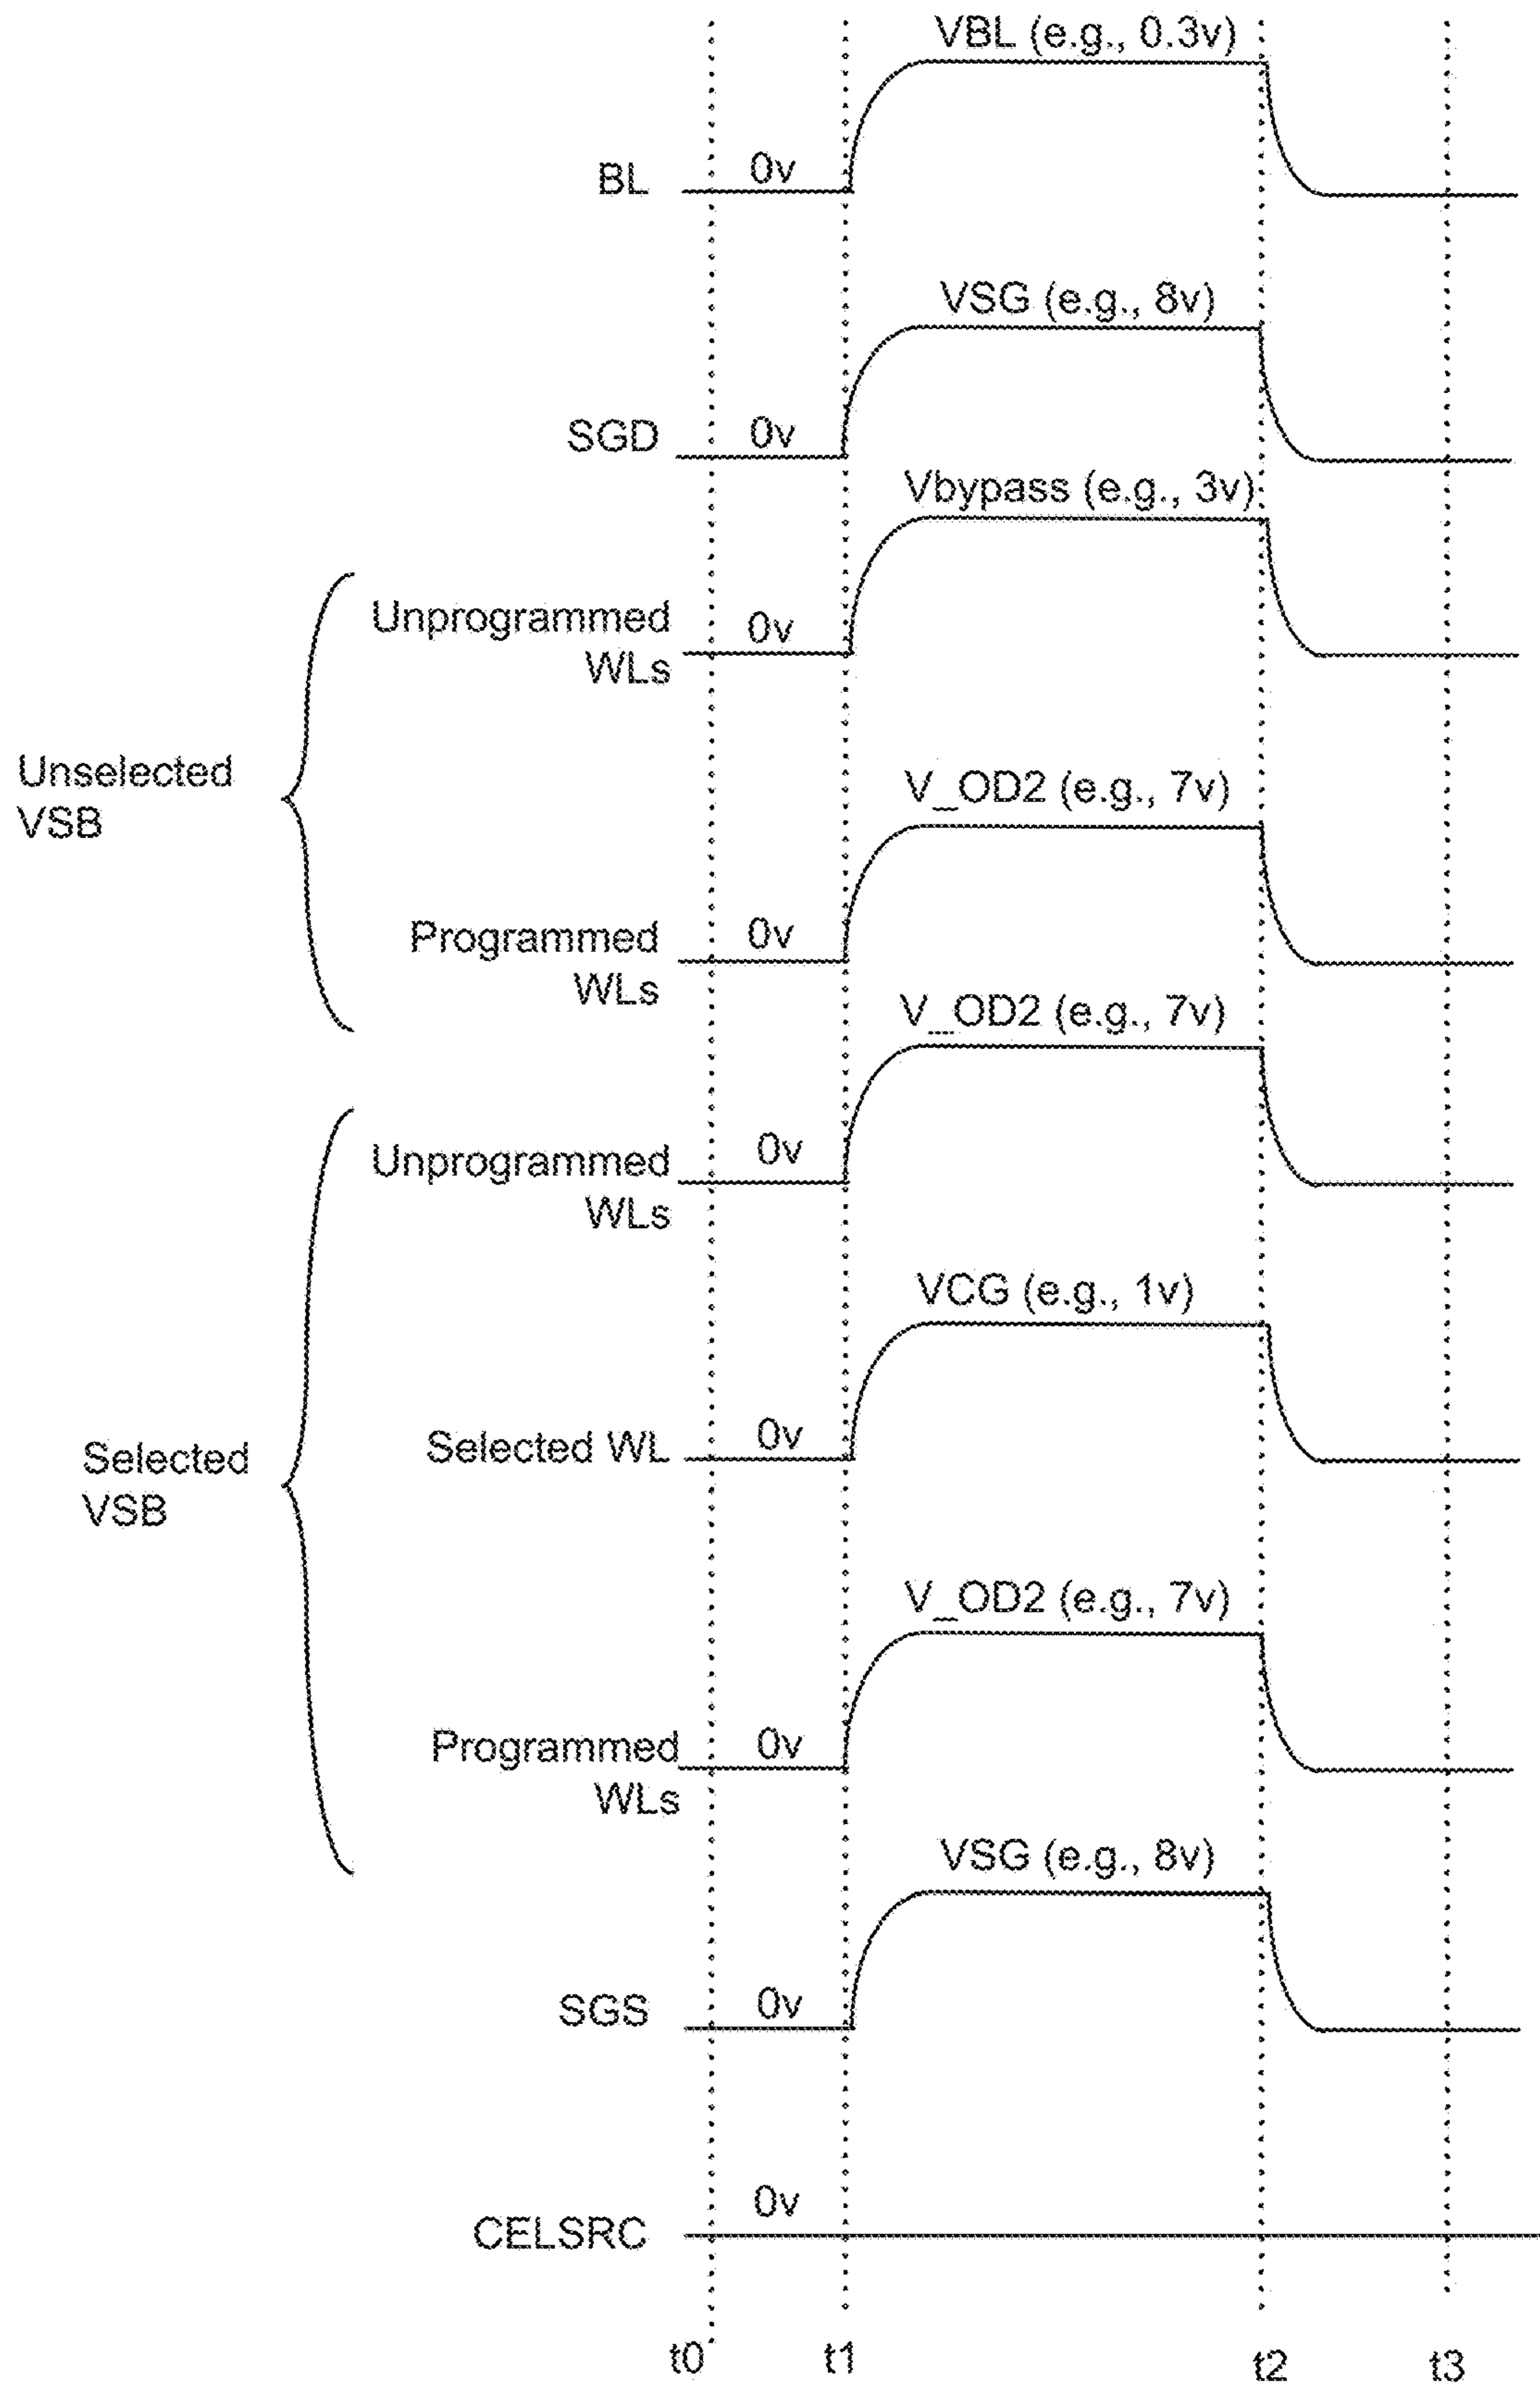 VBL (e.g., 0.3v)
BL
0v
VSG (e.g., 8v)
SGD
0v
Vbypass (e.g., 3v)
Unprogrammed
WLs
0v
Unselected
VSB
V_OD2 (e.g., 7v)
Programmed
WLs
0v
V_OD2 (e.g., 7v)
Unprogrammed
WLs
0v
VCG (e.g., 1v)
Selected WL
0v
Selected
VSB
V_OD2 (e.g., 7v)
Programmed
WLs
0v
VSG (e.g., 8v)
SGS
0v
CELSRC
0v
t0
t1
t2
t3